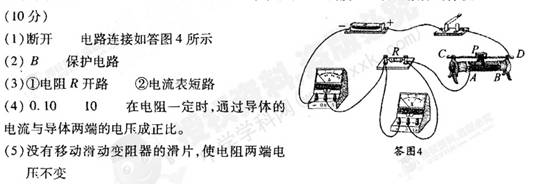 (10分)
(1)断开 电路连接如答图4所示
(2) B 保护电路
(3)①电阻R开路 ②电流表短路
(4) 0.10 10 在电阻一定时,通过导体的
电流与导体两端的电压成正比。
(5)没有移动滑动变阻器的滑片,使电阻两端电
压不变
− +
R
C P D
A B
答图4